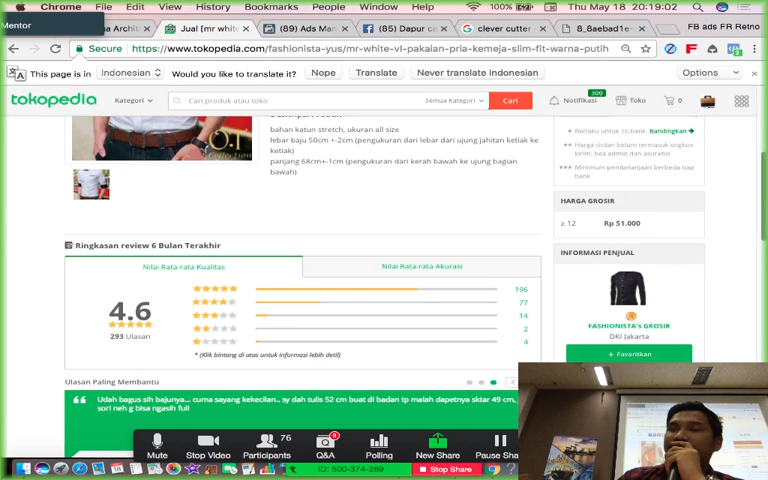 Chrome File Edit View History Bookmarks People Window Help 100% Thu May 18 20:19:02
Mentor
Jual [mr white
(89) Ads Man
(85) Dapur ca
clever cutter
8_8aebad1e-
FB ads FR Retno
Secure https://www.tokopedia.com/fashionista-yus/mr-white-vl-pakaian-pria-kemeja-slim-fit-warna-putih
This page is in Indonesian Would you like to translate it? Nope Translate Never translate Indonesian Options
tokopedia Kategori Cari produk atau toko Semua Kategori Cari 300 Notifikasi Toko 0
bahan katun stretch, ukuran all size
lebar baju 50cm +-2cm (pengukuran dari lebar dari ujung jahitan ketiak ke
ketiak)
panjang 68cm+-1cm (pengukuran dari kerah bawah ke ujung bagian
bawah)
* Berlaku untuk 16 bank. Bandingkan
** Harga cicilan belum termasuk ongkos
kirim, bea admin dan asuransi
*** Minimum pembelanjaan berbeda tiap
bank
HARGA GROSIR
≥ 12 Rp 51.000
INFORMASI PENJUAL
FASHIONISTA's GROSIR
DKI Jakarta
+ Favoritkan
Ringkasan review 6 Bulan Terakhir
Nilai Rata-rata Kualitas Nilai Rata-rata Akurasi
4.6
293 Ulasan
196
77
14
2
4
* (Klik bintang di atas untuk informasi lebih detil)
Ulasan Paling Membantu
Udah bagus sih bajunya... cuma sayang kekecilan.. sy dah tulis 52 cm buat di badan tp malah dapetnya sktar 49 cm,
sori neh g bisa ngasih full
76
9
Mute Stop Video Participants Q&A Polling New Share Pause Sha
ID: 500-374-289 Stop Share